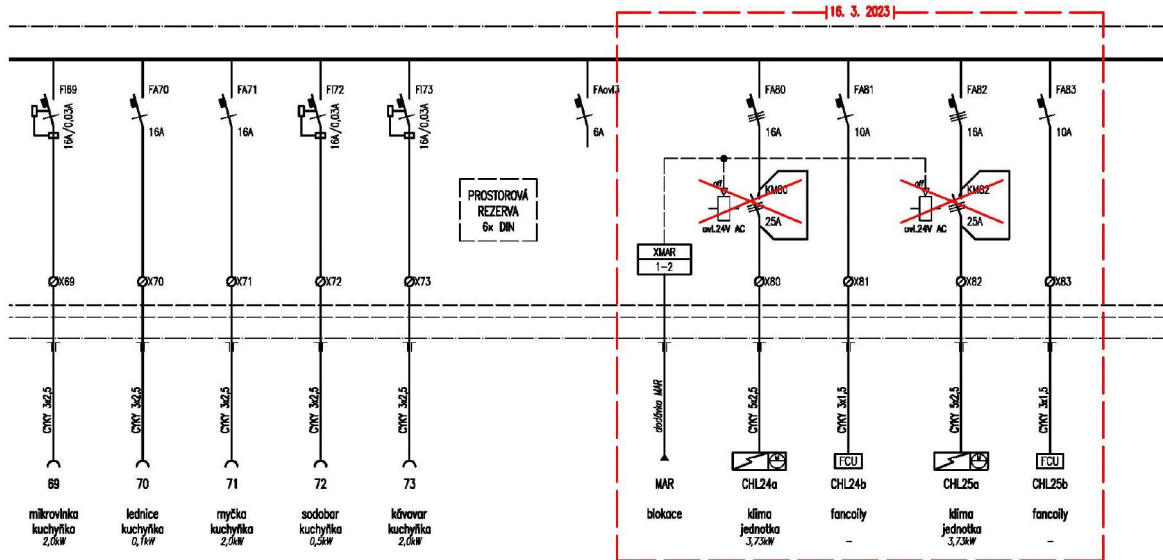 16. 3. 2023
FI69
16A/0,03A
FA70
16A
FA71
16A
FI72
16A/0,03A
FI73
16A/0,03A
FAovl3
6A
FA80
16A
FA81
10A
FA82
16A
FA83
10A
PROSTOROVÁ
REZERVA
6x DIN
off
KM80
25A
ovl.24V AC
off
KM82
25A
ovl.24V AC
XMAR
1-2
X69
X70
X71
X72
X73
X80
X81
X82
X83
CYKY 3x2,5
CYKY 3x2,5
CYKY 3x2,5
CYKY 3x2,5
CYKY 3x2,5
dodávka MAR
CYKY 5x2,5
CYKY 3x1,5
CYKY 5x2,5
CYKY 3x1,5
M
FCU
M
FCU
69
mikrovlnka
kuchyňka
2,0kW
70
lednice
kuchyňka
0,1kW
71
myčka
kuchyňka
2,0kW
72
sodobar
kuchyňka
0,5kW
73
kávovar
kuchyňka
2,0kW
MAR
blokace
CHL24a
klima
jednotka
3,73kW
CHL24b
fancoily
-
CHL25a
klima
jednotka
3,73kW
CHL25b
fancoily
-